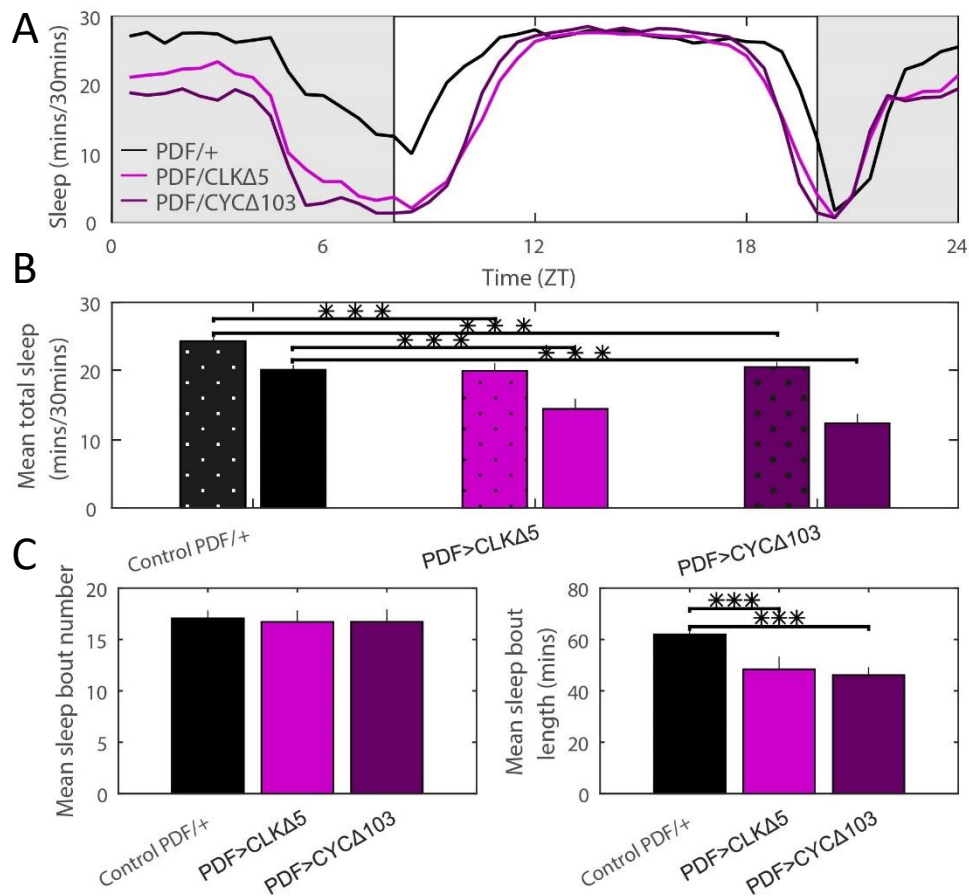 A
Sleep (mins/30mins)
30
20
10
0
PDF/+
PDF/CLKΔ5
PDF/CYCΔ103
0 6 12 18 24
Time (ZT)
B
Mean total sleep
(mins/30mins)
30
20
10
0
*** 
***
***
***
Control PDF/+ PDF>CLKΔ5 PDF>CYCΔ103
C
Mean sleep bout number
20
15
10
5
0
Control PDF/+
PDF>CLKΔ5
PDF>CYCΔ103
Mean sleep bout
length (mins)
80
60
40
20
0
***
***
Control PDF/+
PDF>CLKΔ5
PDF>CYCΔ103